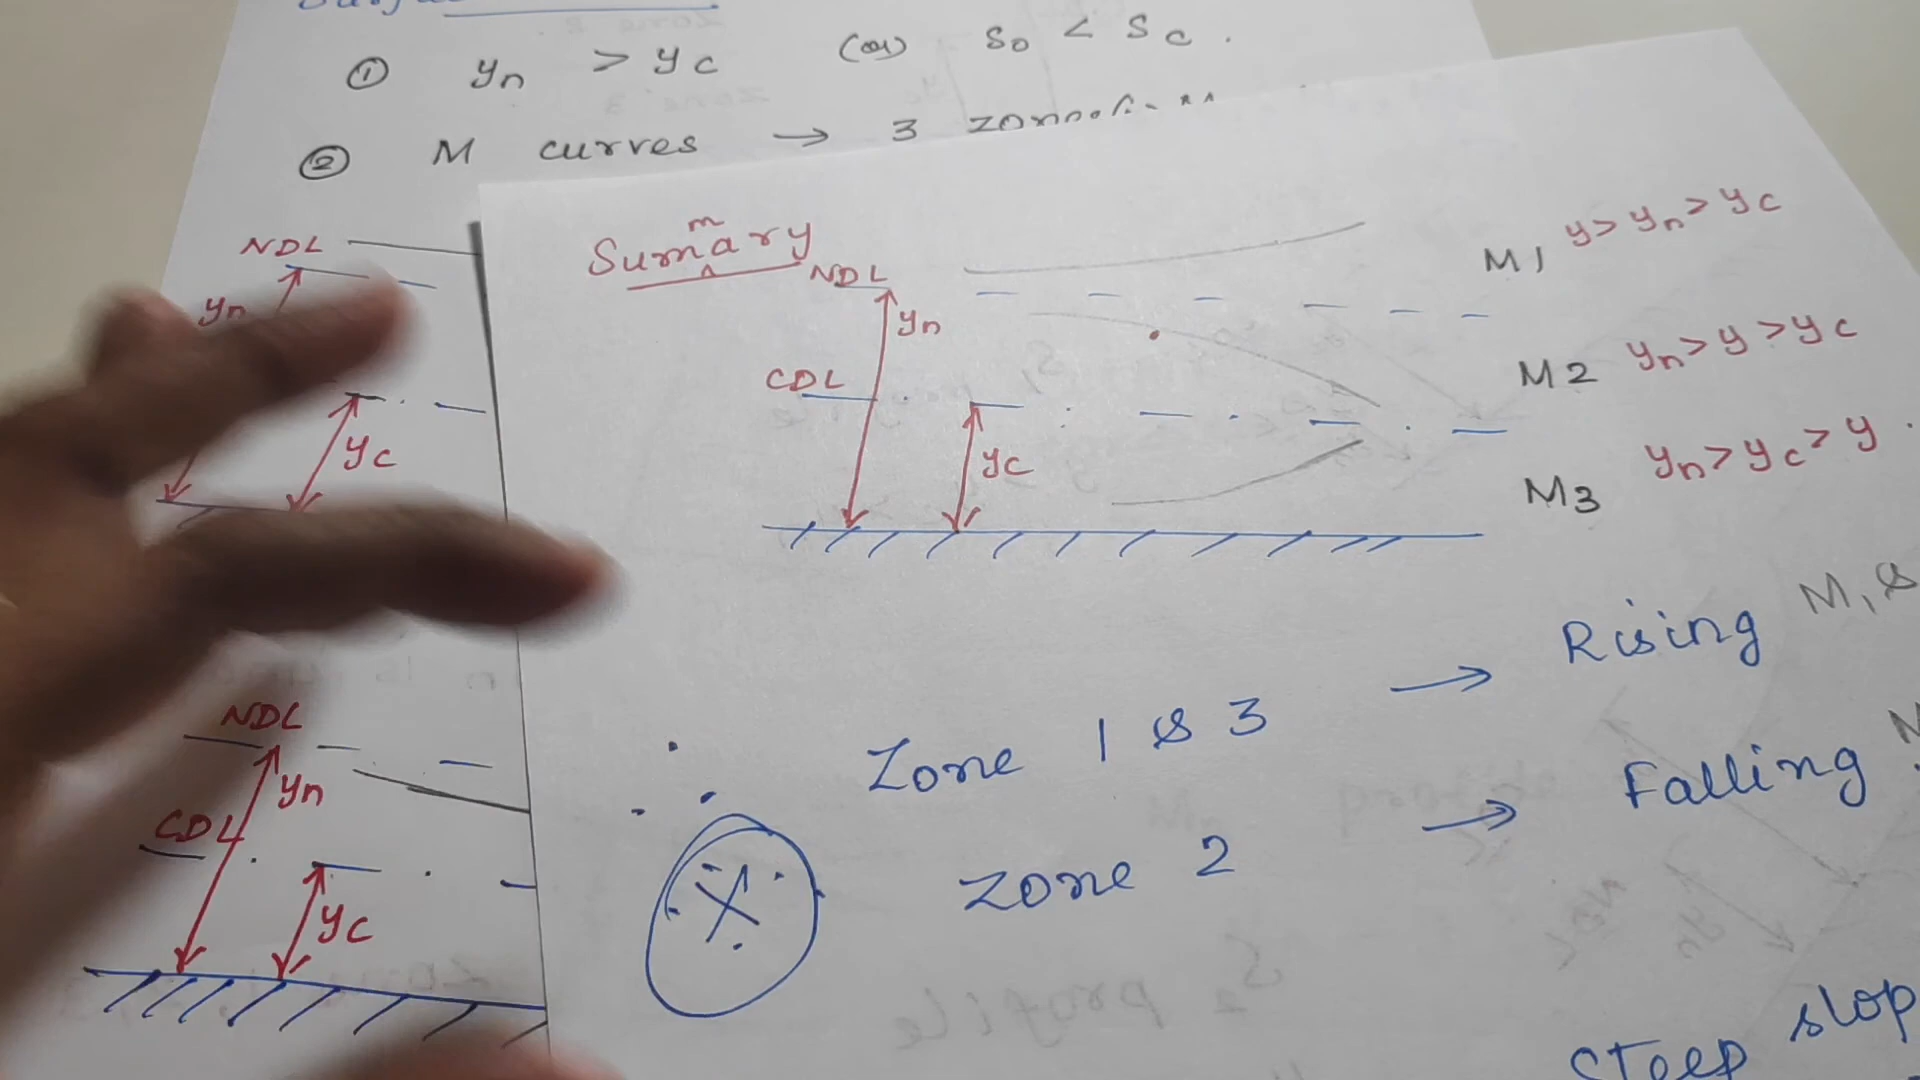 ① yn > yc (or) So < Sc .
② M curves → 3
NDL
yn
yc
NDL
yn
CDL
yc
Sumary
m
NDL
yn
CDL
yc
M1 y > yn > yc
M2 yn > y > yc
M3 yn > yc > y .
Zone 1 & 3 → Rising M1 &
Zone 2 → Falling
Steep slop